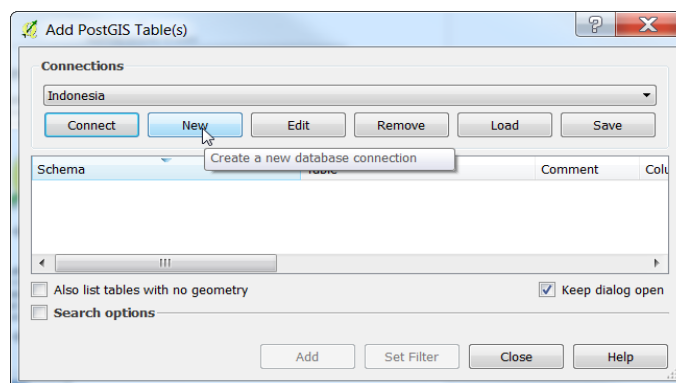 Add PostGIS Table(s)
Connections
Indonesia
Connect New Edit Remove Load Save
Create a new database connection
Schema Table Comment Colu
Also list tables with no geometry Keep dialog open
Search options
Add Set Filter Close Help